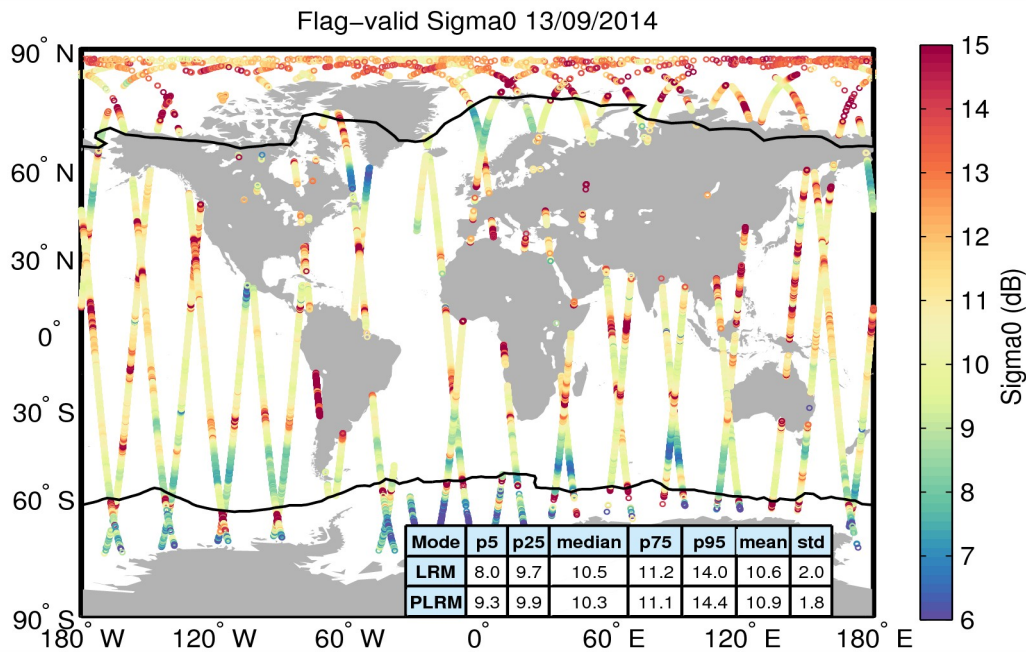 Flag-valid Sigma0 13/09/2014
90° N
60° N
30° N
0°
30° S
60° S
90° S
180° W
120° W
60° W
0°
60° E
120° E
180° E
15
14
13
12
11
10
9
8
7
6
Sigma0 (dB)
Mode p5 p25 median p75 p95 mean std
LRM 8.0 9.7 10.5 11.2 14.0 10.6 2.0
PLRM 9.3 9.9 10.3 11.1 14.4 10.9 1.8